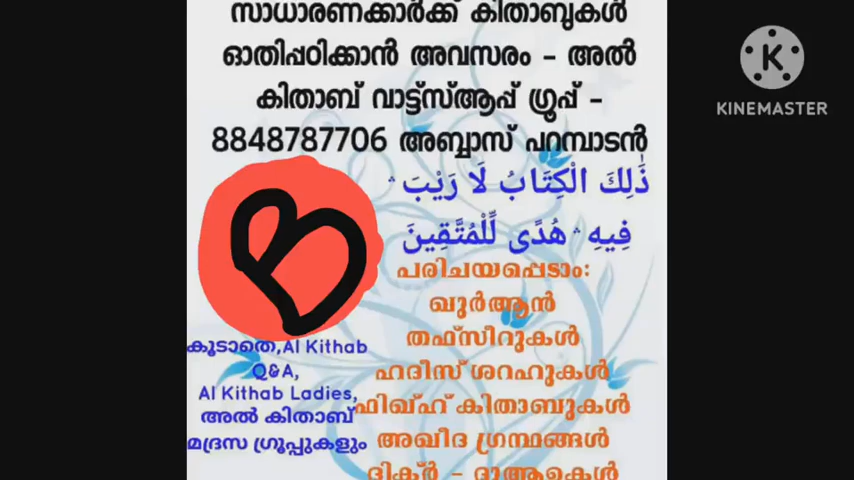 സാധാരണക്കാർക്ക് കിതാബുകൾ
ഓതിപ്പഠിക്കാൻ അവസരം – അൽ
കിതാബ് വാട്ട്സ്ആപ്പ് ഗ്രൂപ്പ് –
8848787706 അബ്ബാസ് പറമ്പാടൻ
ذَٰلِكَ الْكِتَابُ لَا رَيْبَ ۛ
فِيهِ ۛ هُدًى لِّلْمُتَّقِينَ
B
പരിചയപ്പെടാം:
ഖുർആൻ
തഫ്സീറുകൾ
ഹദീസ് ശറഹുകൾ
ഫിഖ്ഹ് കിതാബുകൾ
അഖീദ ഗ്രന്ഥങ്ങൾ
ദിക്ർ – ദുആളെകൾ
കൂടാതെ,Al Kithab
Q&A,
Al Kithab Ladies,
അൽ കിതാബ്
മദ്രസ ഗ്രൂപ്പുകളും
KINEMASTER